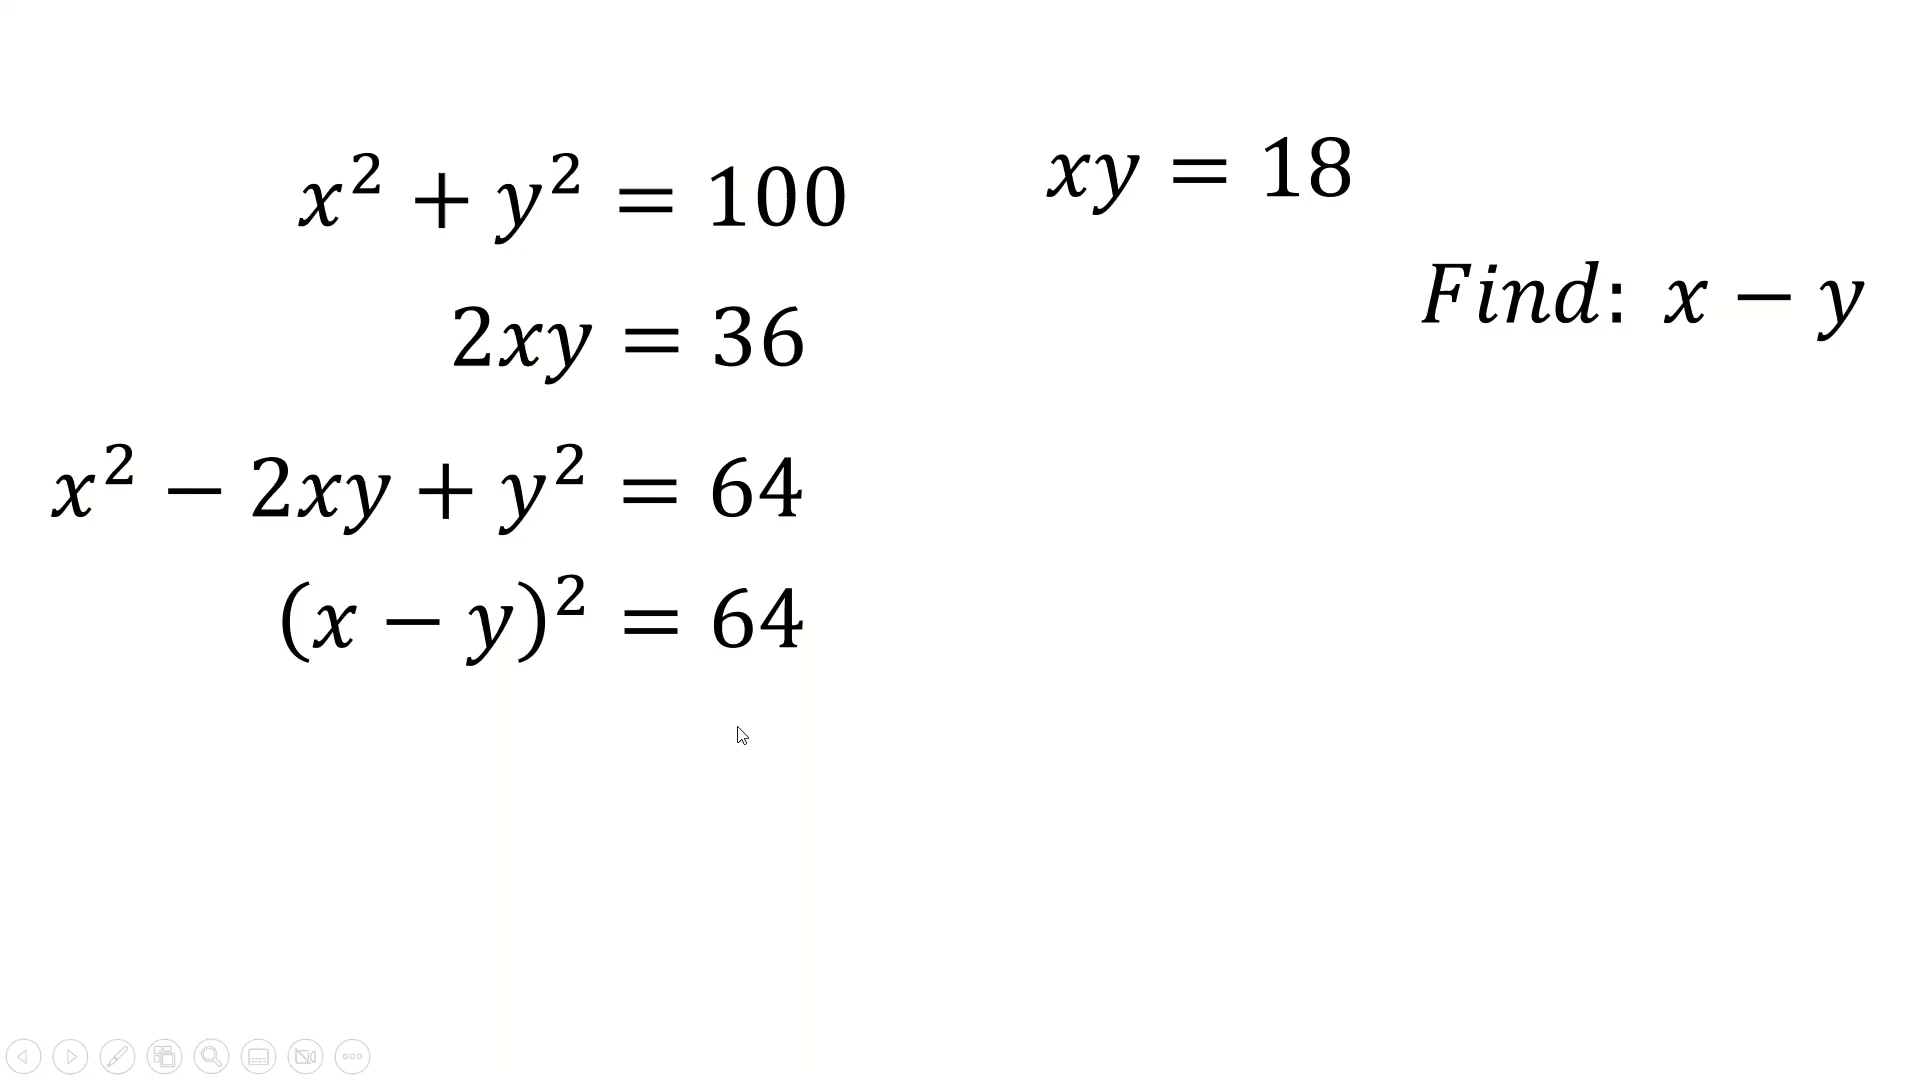 x² + y² = 100
xy = 18
Find: x − y
2xy = 36
x² − 2xy + y² = 64
(x − y)² = 64